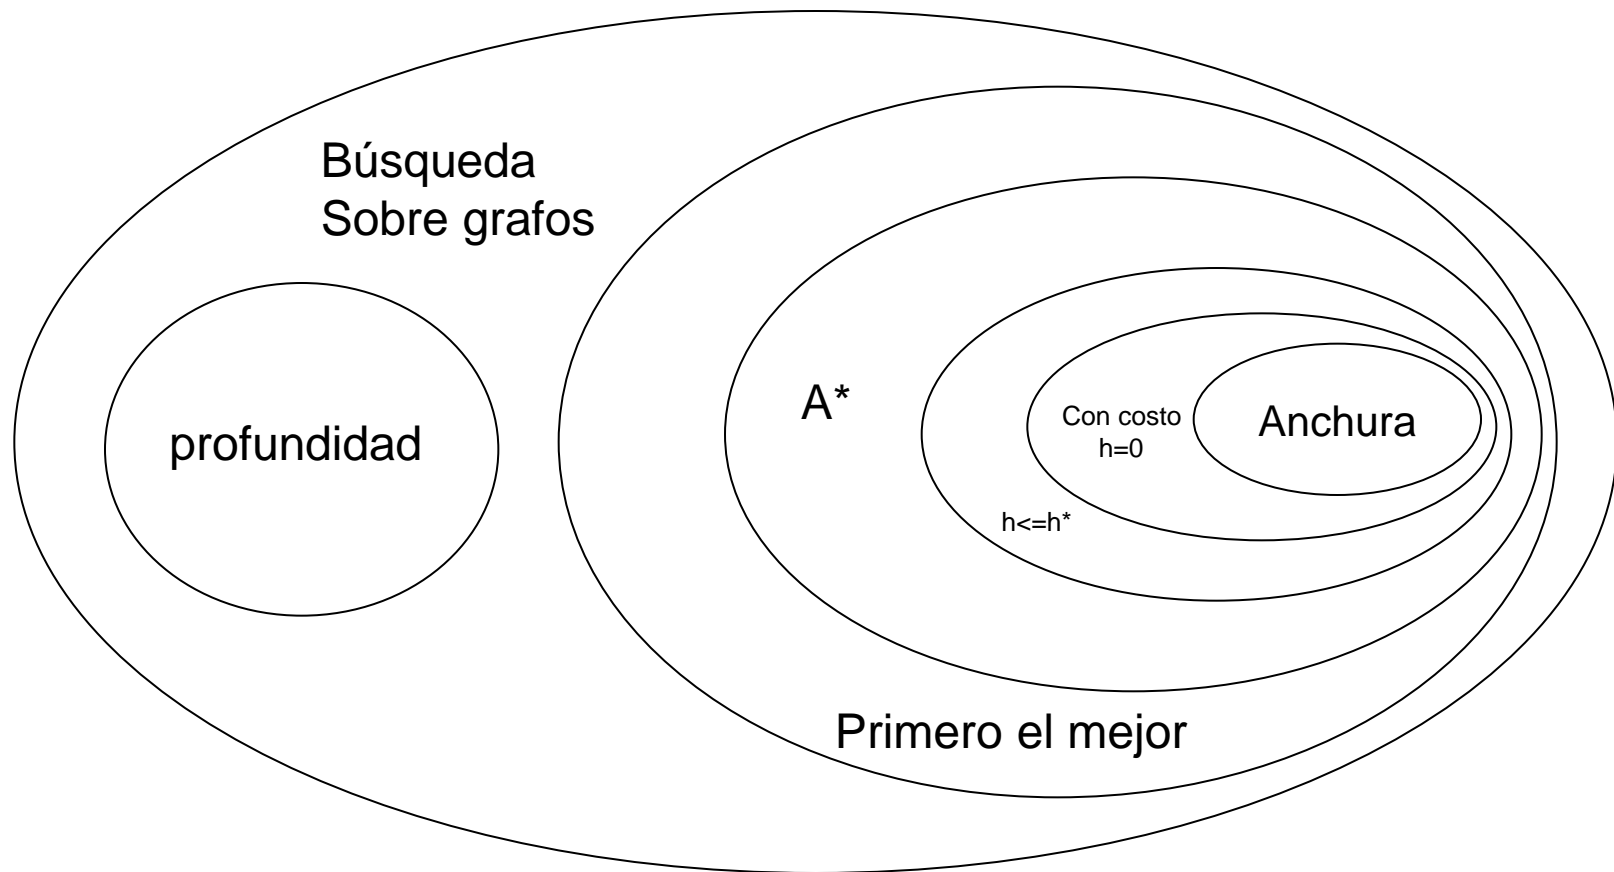 Búsqueda
Sobre grafos
profundidad
A*
Con costo
h=0
Anchura
h<=h*
Primero el mejor